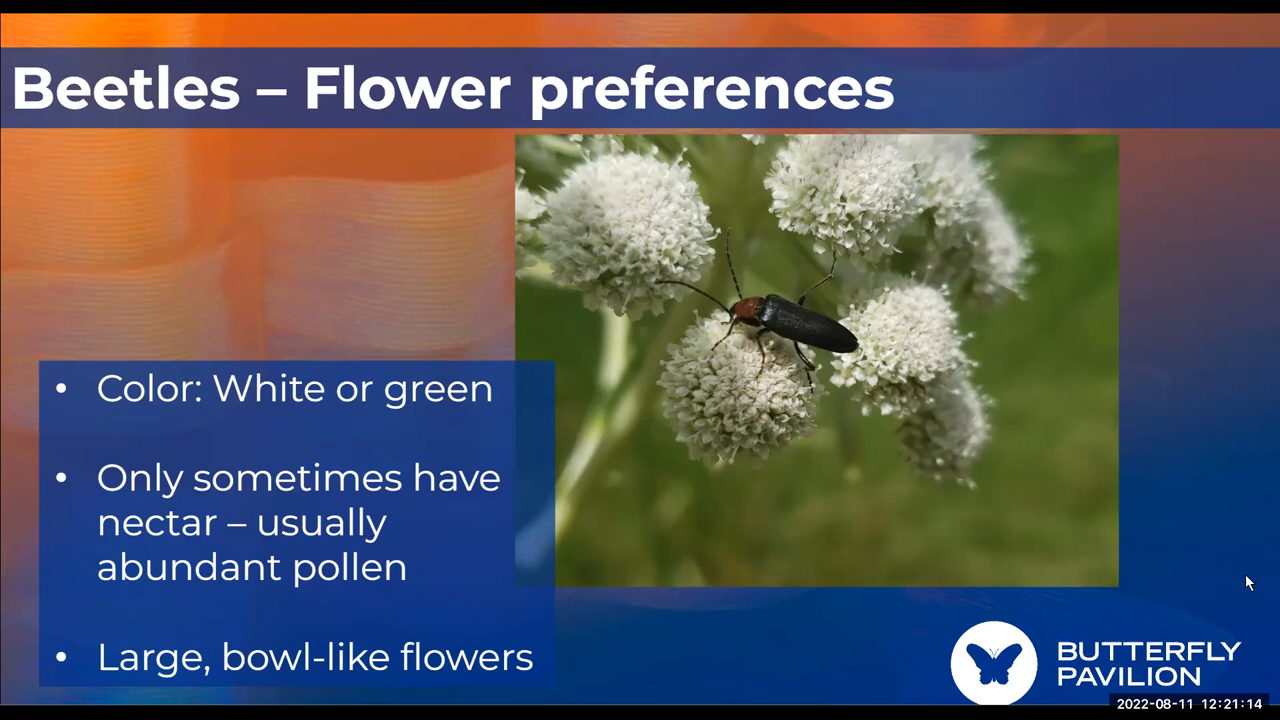 Beetles – Flower preferences
• Color: White or green
• Only sometimes have
nectar – usually
abundant pollen
• Large, bowl-like flowers
BUTTERFLY
PAVILION
2022-08-11 12:21:14